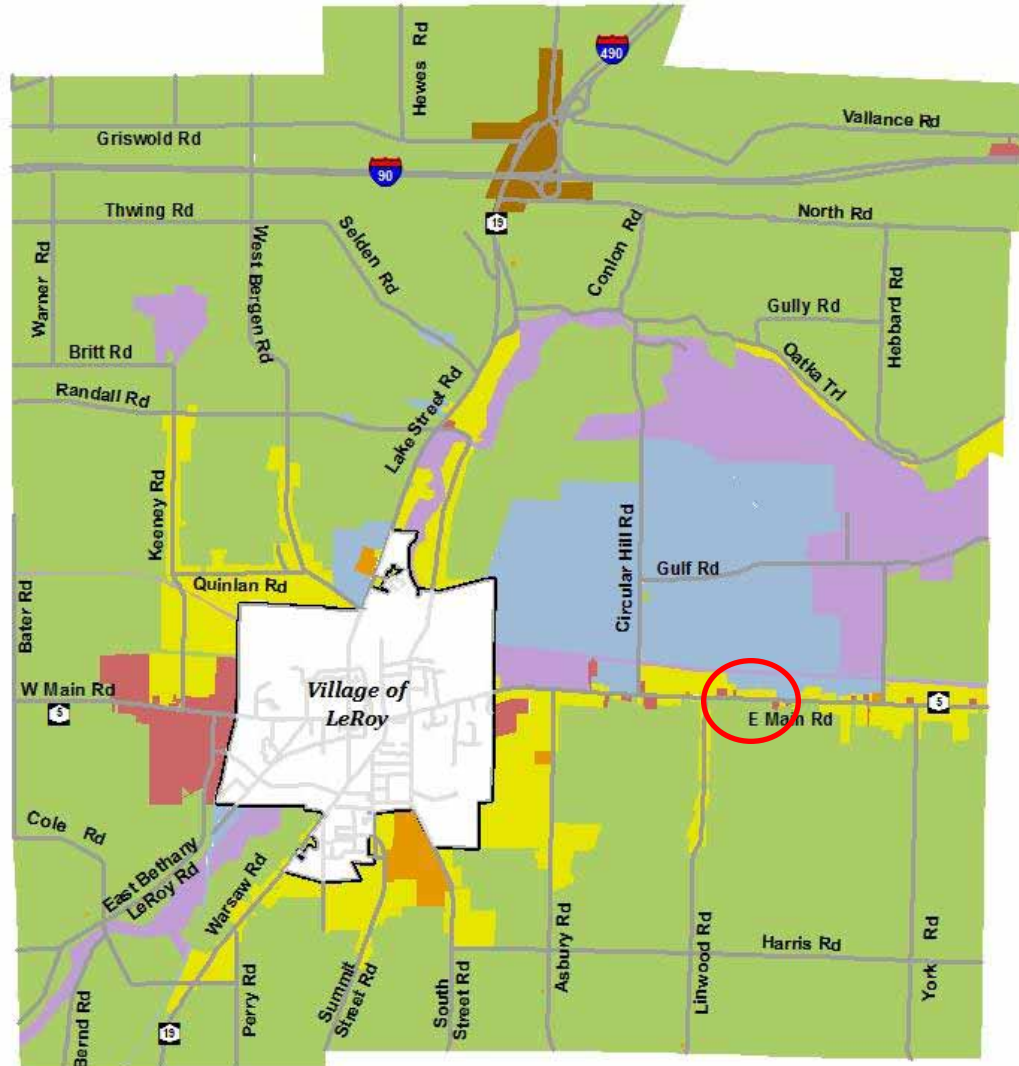 490
Hewes Rd
Vallance Rd
Griswold Rd
90
Thwing Rd
19
North Rd
Selden Rd
Conlon Rd
Warner Rd
West Bergen Rd
Hebbard Rd
Gully Rd
Britt Rd
Oatka Trl
Randall Rd
Lake Street Rd
Keeney Rd
Circular Hill Rd
Gulf Rd
Quinlan Rd
Bater Rd
W Main Rd
5
Village of
LeRoy
E Main Rd
5
Cole Rd
East Bethany
LeRoy Rd
Warsaw Rd
Harris Rd
Asbury Rd
Linwood Rd
York Rd
Summit
Street Rd
South
Street Rd
Perry Rd
Bernd Rd
19